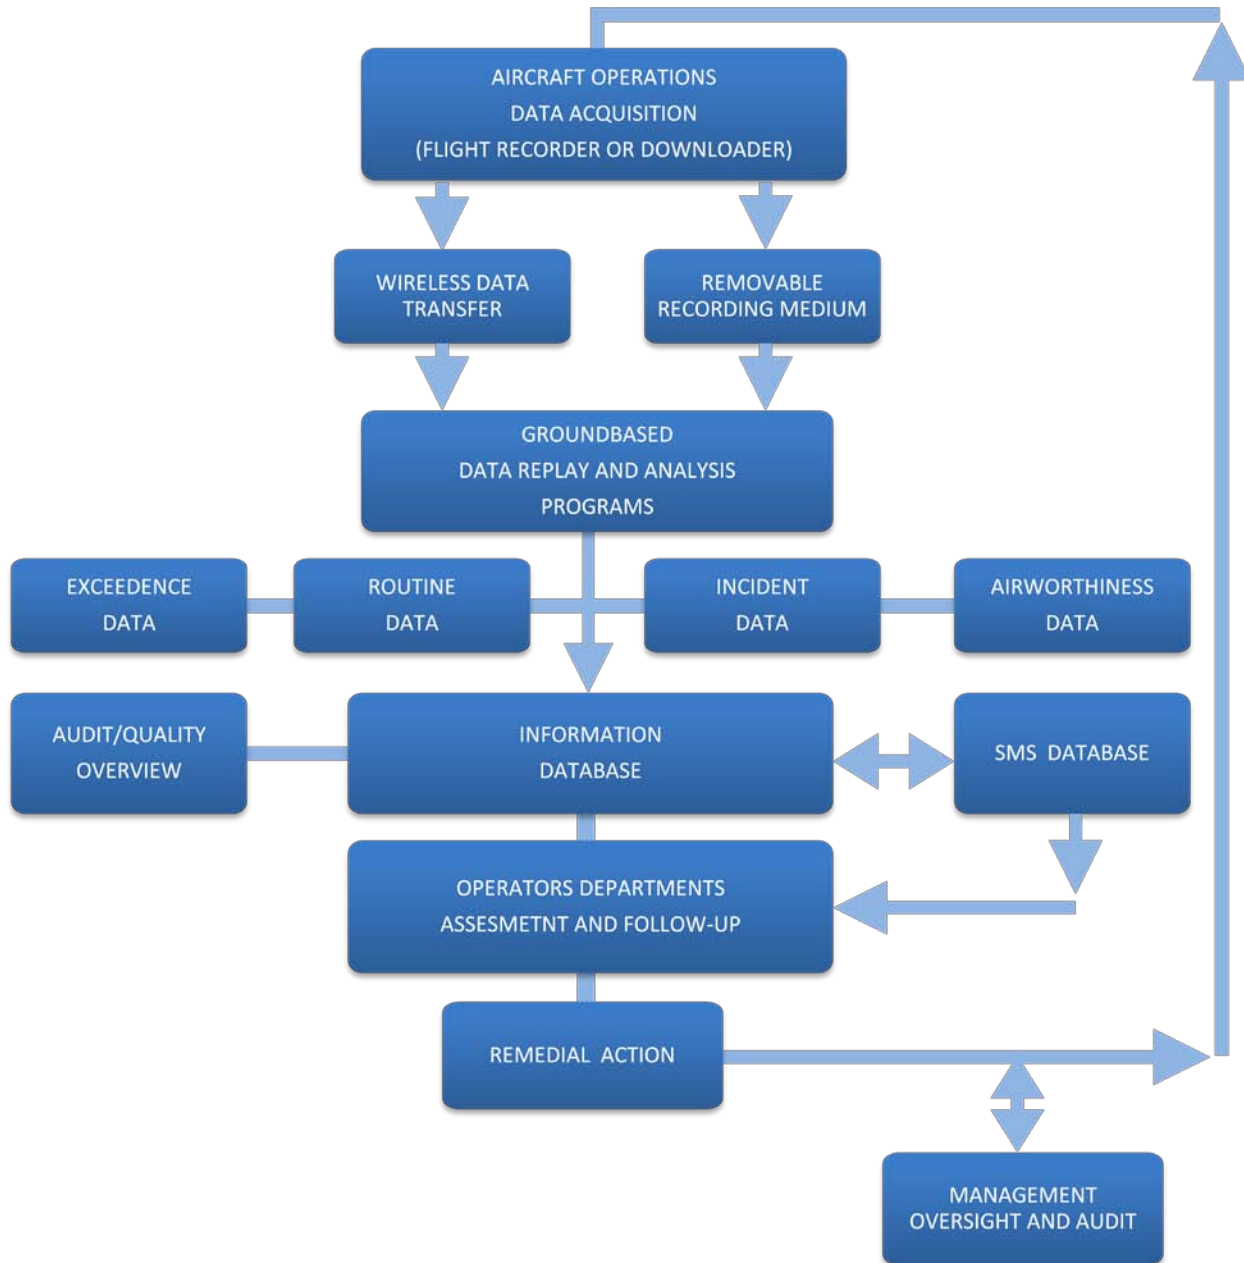 AIRCRAFT OPERATIONS
DATA ACQUISITION
(FLIGHT RECORDER OR DOWNLOADER)
WIRELESS DATA
TRANSFER
REMOVABLE
RECORDING MEDIUM
GROUNDBASED
DATA REPLAY AND ANALYSIS
PROGRAMS
EXCEEDENCE
DATA
ROUTINE
DATA
INCIDENT
DATA
AIRWORTHINESS
DATA
AUDIT/QUALITY
OVERVIEW
INFORMATION
DATABASE
SMS DATABASE
OPERATORS DEPARTMENTS
ASSESMETNT AND FOLLOW-UP
REMEDIAL ACTION
MANAGEMENT
OVERSIGHT AND AUDIT